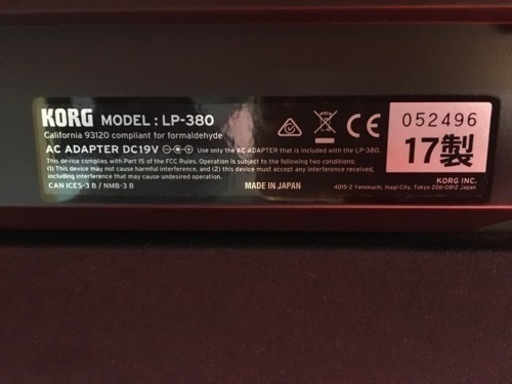 KORG MODEL : LP-380
California 93120 compliant for formaldehyde
AC ADAPTER DC19V Use only the AC ADAPTER that is included with the LP-380.
This device complies with Part 15 of the FCC Rules. Operation is subject to the following two conditions:
(1) This device may not cause harmful interference, and (2) this device must accept any interference received,
including interference that may cause undesired operation.
CAN ICES-3 B / NMB-3 B
MADE IN JAPAN
CE
052496
17製
KORG INC.
4015-2 Yanokuchi, Inagi-City, Tokyo 206-0812 Japan